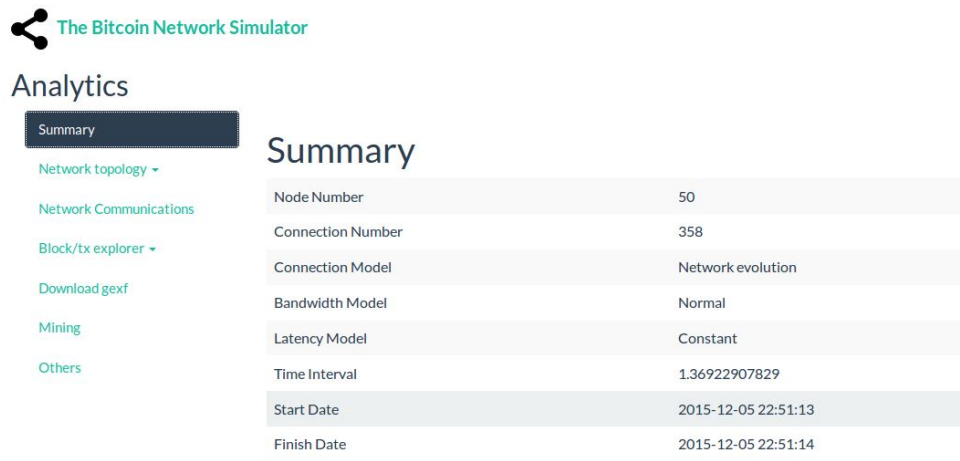 The Bitcoin Network Simulator
Analytics
Summary
Network topology
Network Communications
Block/tx explorer
Download gexf
Mining
Others
Summary
Node Number 50
Connection Number 358
Connection Model Network evolution
Bandwidth Model Normal
Latency Model Constant
Time Interval 1.36922907829
Start Date 2015-12-05 22:51:13
Finish Date 2015-12-05 22:51:14